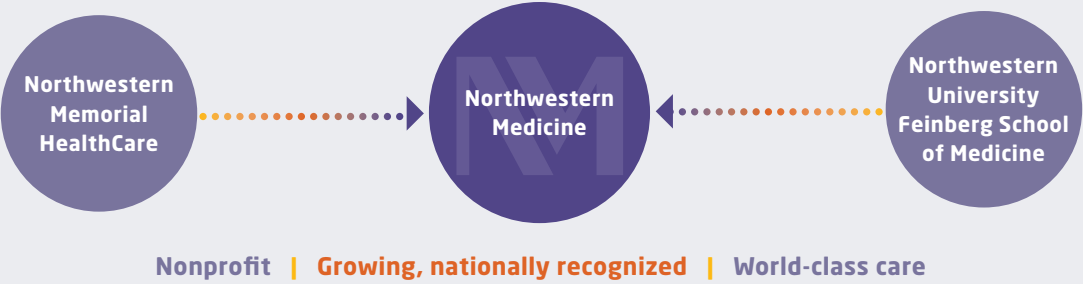 Northwestern
Memorial
HealthCare
Northwestern
Medicine
Northwestern
University
Feinberg School
of Medicine
Nonprofit | Growing, nationally recognized | World-class care